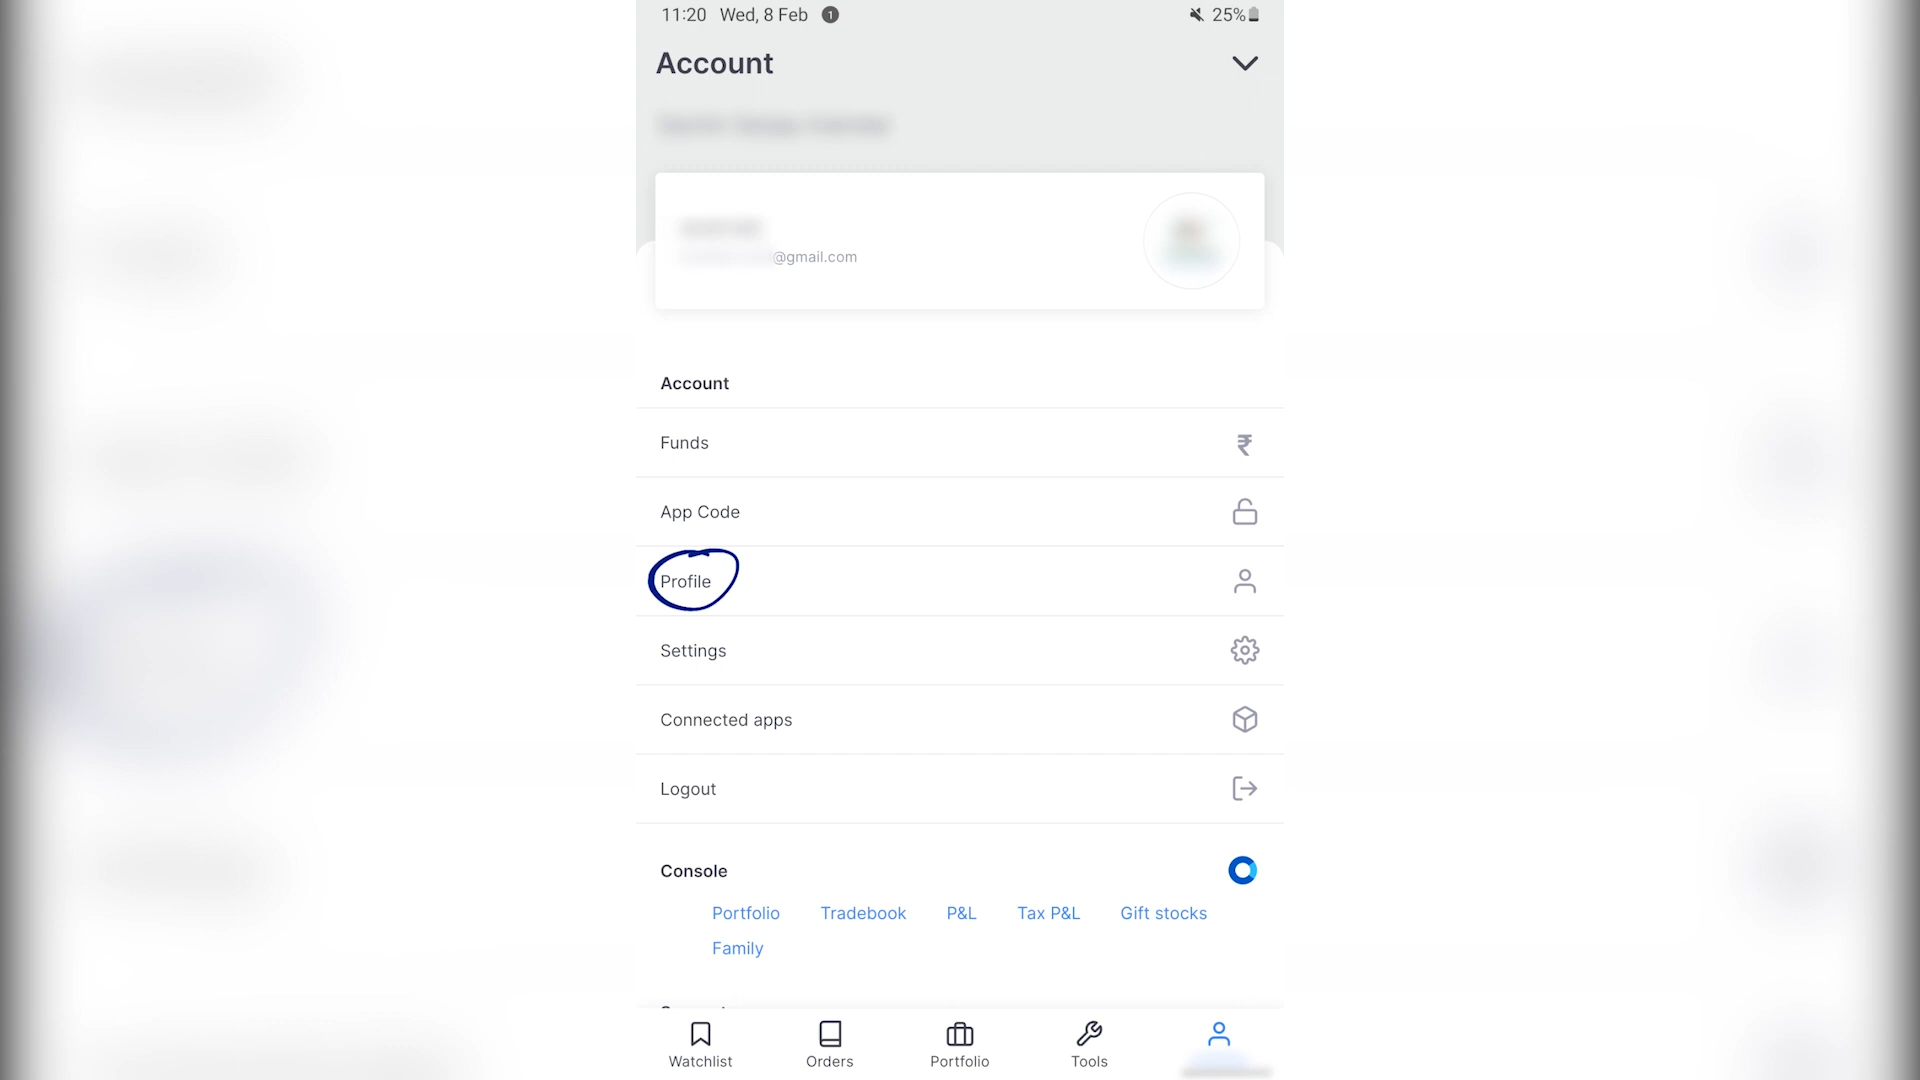 11:20 Wed, 8 Feb 1 25%
Account
@gmail.com
Account
Funds ₹
App Code
Profile
Settings
Connected apps
Logout
Console
Portfolio Tradebook P&L Tax P&L Gift stocks
Family
Watchlist Orders Portfolio Tools